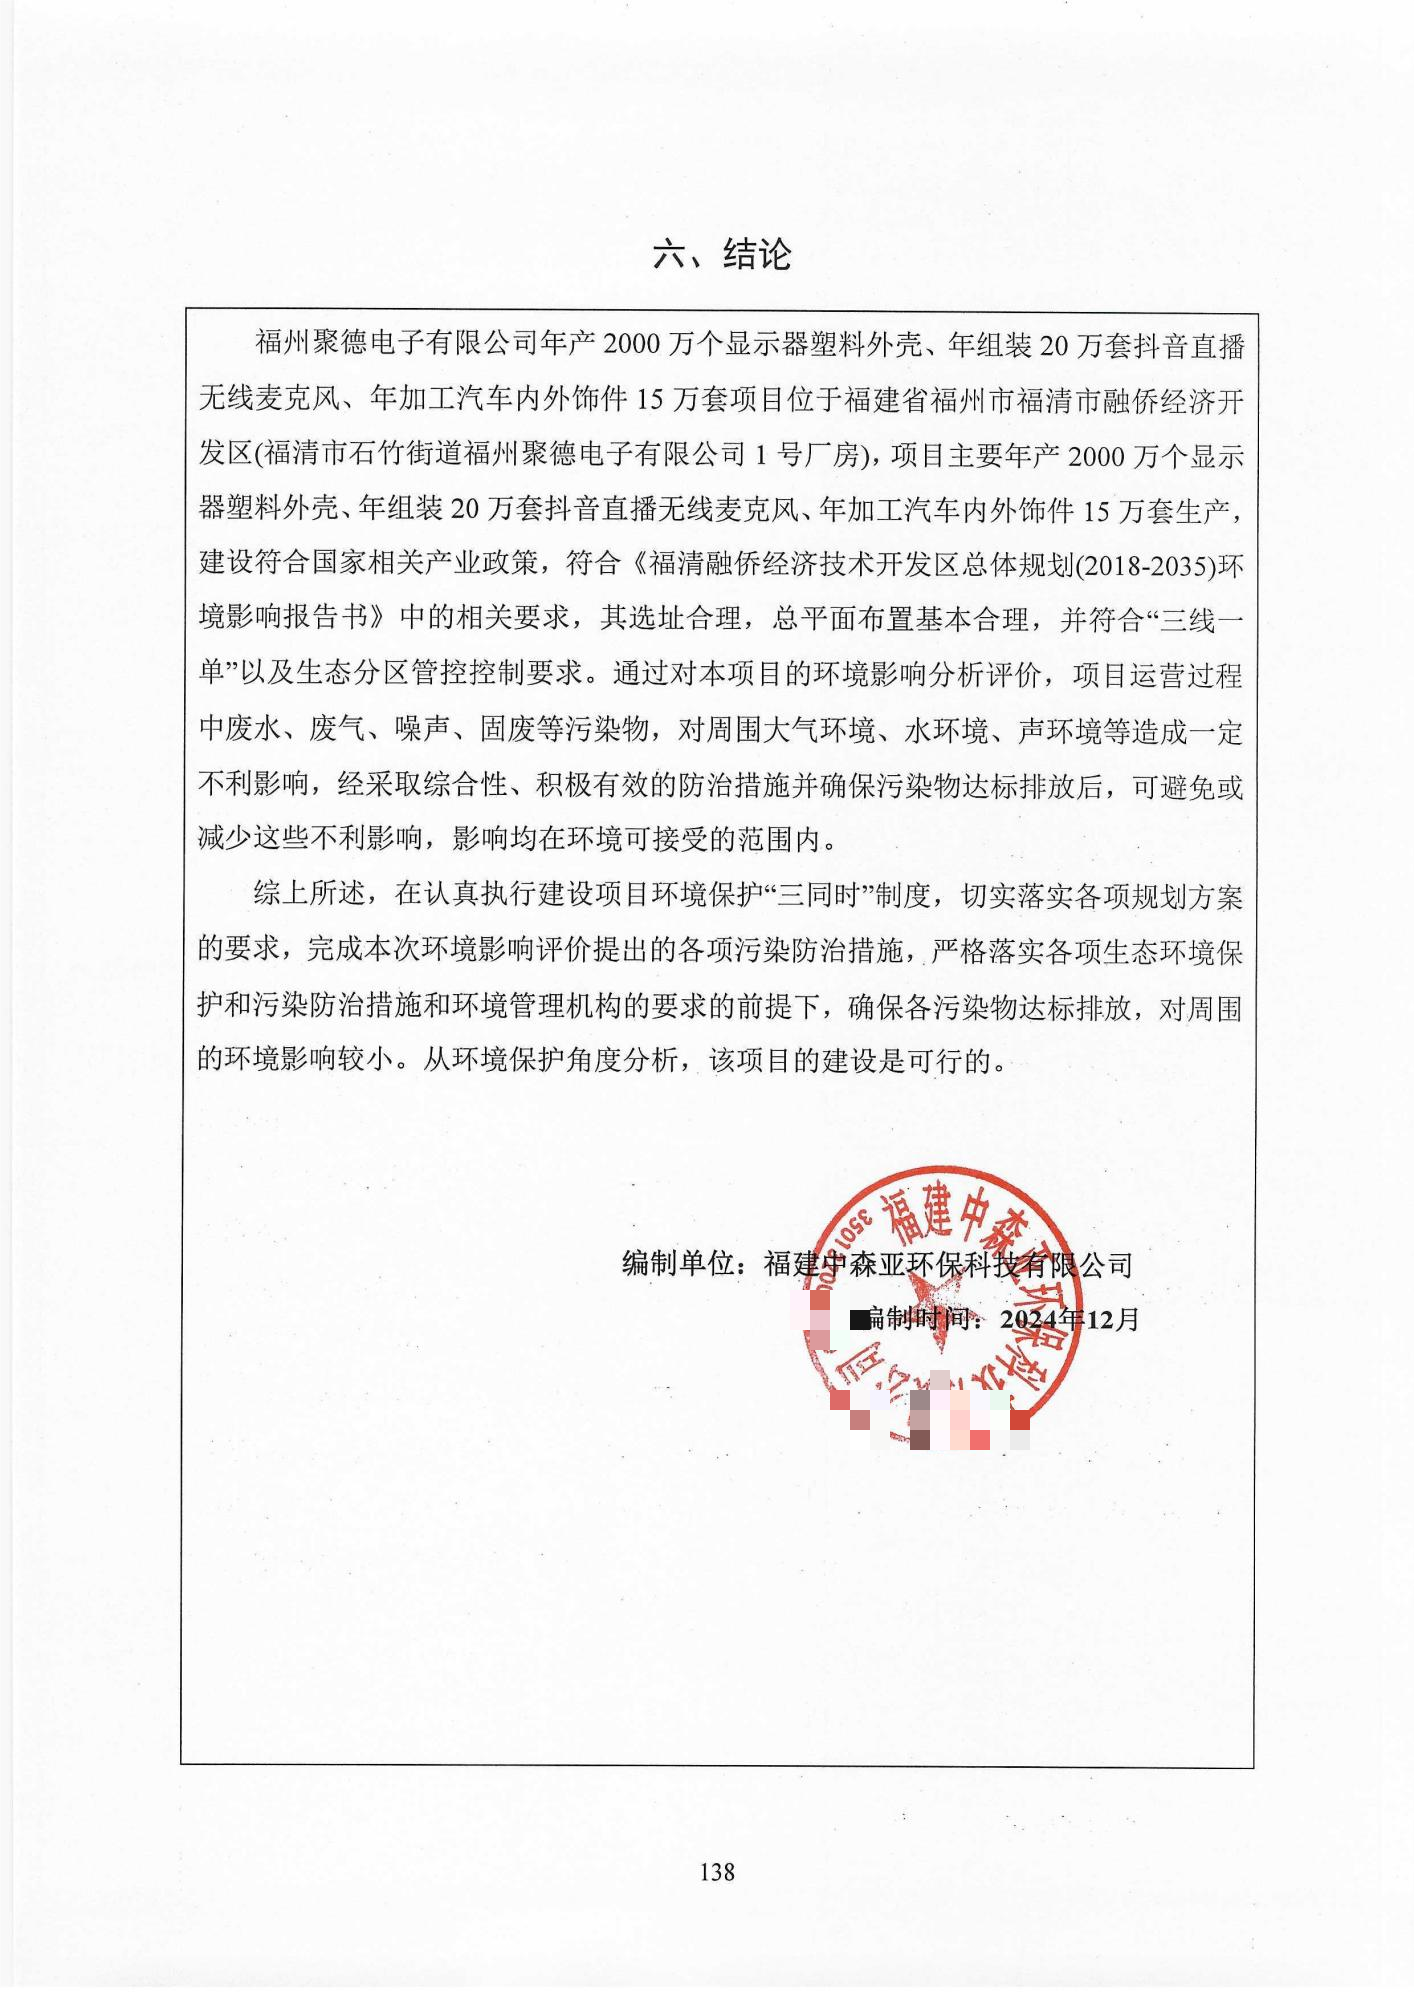 六、结论
福州聚德电子有限公司年产 2000 万个显示器塑料外壳、年组装 20 万套抖音直播
无线麦克风、年加工汽车内外饰件 15 万套项目位于福建省福州市福清市融侨经济开
发区(福清市石竹街道福州聚德电子有限公司 1 号厂房)，项目主要年产 2000 万个显示
器塑料外壳、年组装 20 万套抖音直播无线麦克风、年加工汽车内外饰件 15 万套生产，
建设符合国家相关产业政策，符合《福清融侨经济技术开发区总体规划(2018-2035)环
境影响报告书》中的相关要求，其选址合理，总平面布置基本合理，并符合“三线一
单”以及生态分区管控控制要求。通过对本项目的环境影响分析评价，项目运营过程
中废水、废气、噪声、固废等污染物，对周围大气环境、水环境、声环境等造成一定
不利影响，经采取综合性、积极有效的防治措施并确保污染物达标排放后，可避免或
减少这些不利影响，影响均在环境可接受的范围内。
综上所述，在认真执行建设项目环境保护“三同时”制度，切实落实各项规划方案
的要求，完成本次环境影响评价提出的各项污染防治措施，严格落实各项生态环境保
护和污染防治措施和环境管理机构的要求的前提下，确保各污染物达标排放，对周围
的环境影响较小。从环境保护角度分析，该项目的建设是可行的。
福建中森亚环保科技
编制单位：福建中森亚环保科技有限公司
编制时间：2024年12月
138